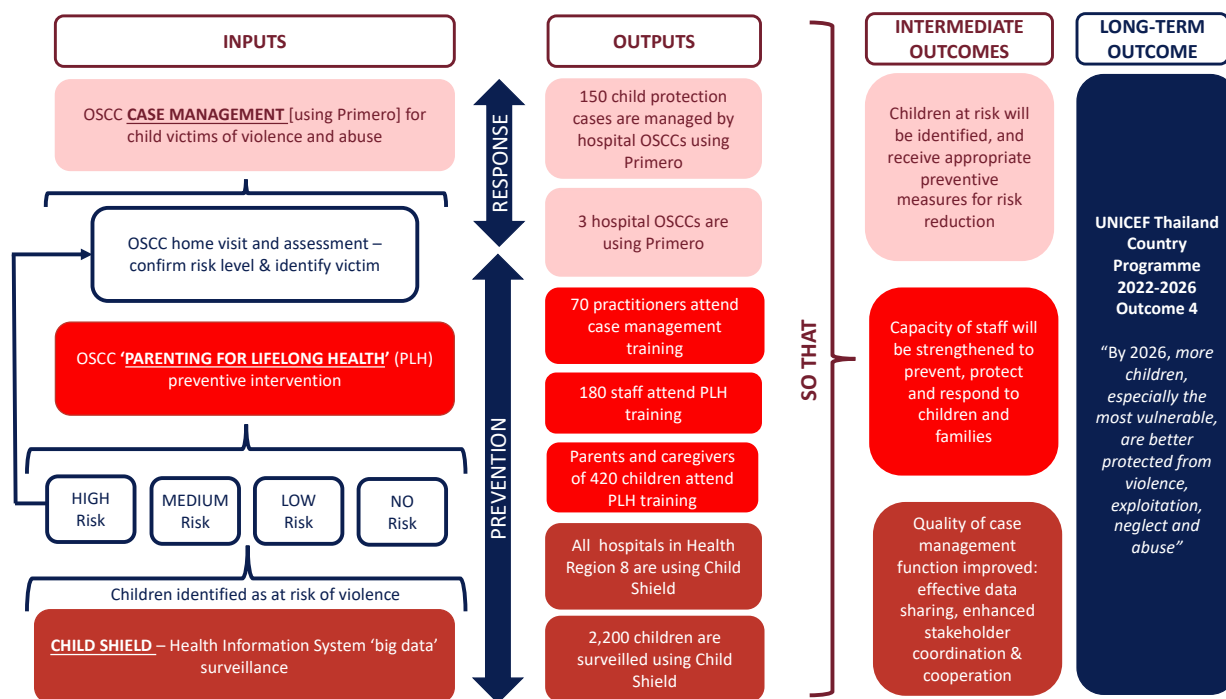 INPUTS
OSCC CASE MANAGEMENT [using Primero] for
child victims of violence and abuse
OSCC home visit and assessment –
confirm risk level & identify victim
OSCC ‘PARENTING FOR LIFELONG HEALTH’ (PLH)
preventive intervention
HIGH
Risk
MEDIUM
Risk
LOW
Risk
NO
Risk
Children identified as at risk of violence
CHILD SHIELD – Health Information System ‘big data’
surveillance
RESPONSE
PREVENTION
OUTPUTS
150 child protection
cases are managed by
hospital OSCCs using
Primero
3 hospital OSCCs are
using Primero
70 practitioners attend
case management
training
180 staff attend PLH
training
Parents and caregivers
of 420 children attend
PLH training
All hospitals in Health
Region 8 are using Child
Shield
2,200 children are
surveilled using Child
Shield
SO THAT
INTERMEDIATE
OUTCOMES
Children at risk will
be identified, and
receive appropriate
preventive
measures for risk
reduction
Capacity of staff will
be strengthened to
prevent, protect
and respond to
children and
families
Quality of case
management
function improved:
effective data
sharing, enhanced
stakeholder
coordination &
cooperation
LONG-TERM
OUTCOME
UNICEF Thailand
Country
Programme
2022-2026
Outcome 4
“By 2026, more
children,
especially the
most vulnerable,
are better
protected from
violence,
exploitation,
neglect and
abuse”